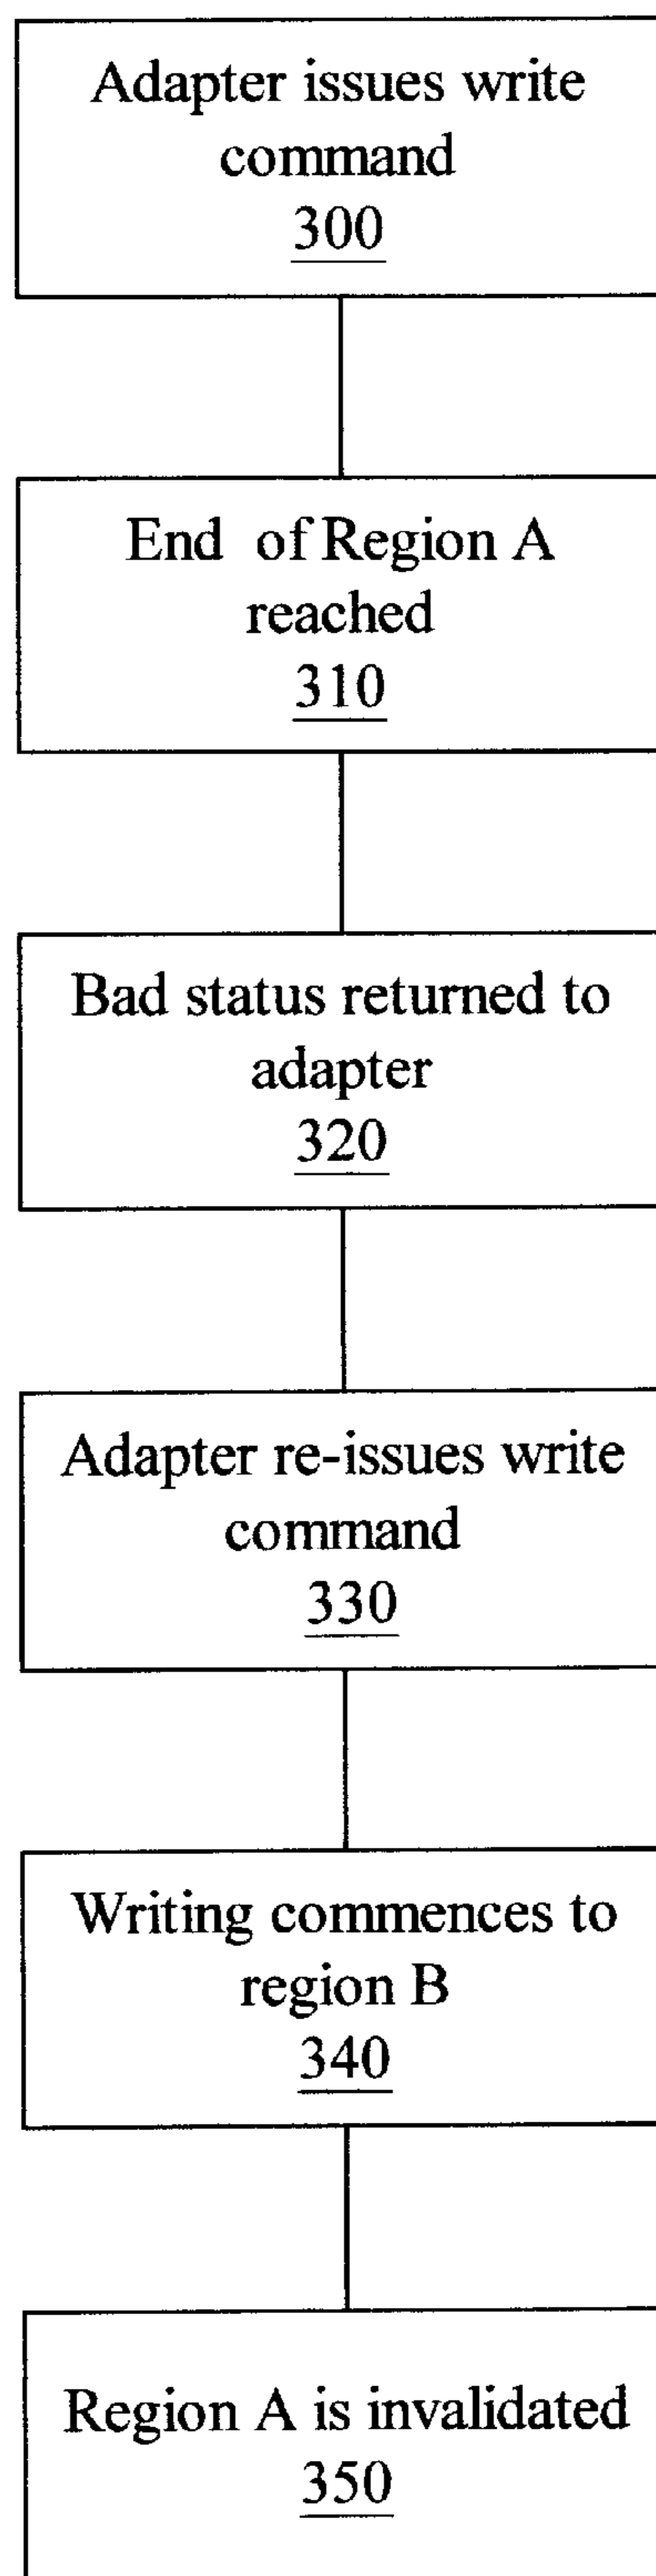 Adapter issues write
command
300
End of Region A
reached
310
Bad status returned to
adapter
320
Adapter re-issues write
command
330
Writing commences to
region B
340
Region A is invalidated
350